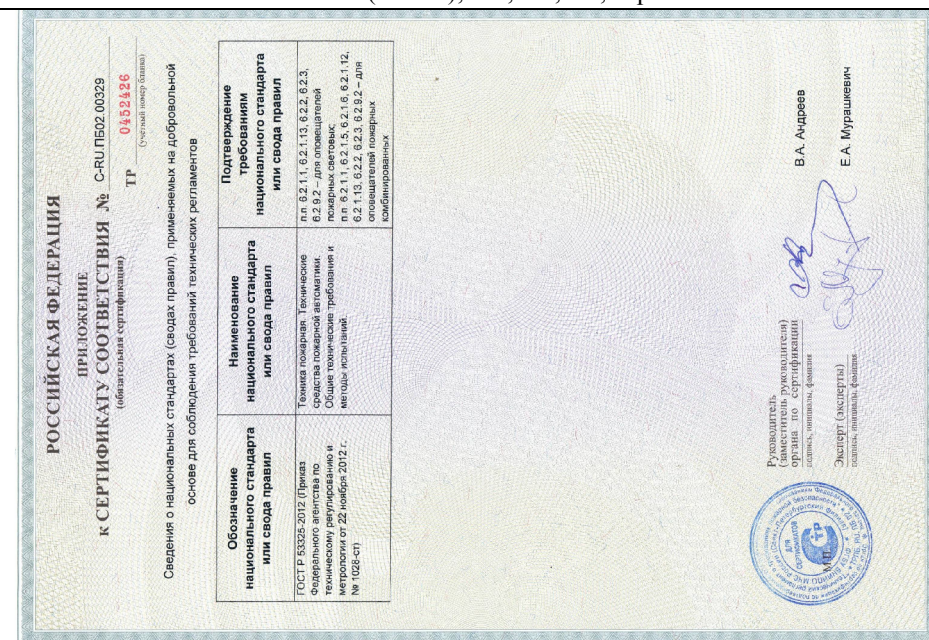 РОССИЙСКАЯ ФЕДЕРАЦИЯ
ПРИЛОЖЕНИЕ
К СЕРТИФИКАТУ СООТВЕТСТВИЯ № C-RU.ПБ02.00329
(обязательная сертификация)
ТР 0452426
(учетный номер бланка)
Сведения о национальных стандартах (сводах правил), применяемых на добровольной
основе для соблюдения требований технических регламентов
Обозначение
национального стандарта
или свода правил
Наименование
национального стандарта
или свода правил
Подтверждение
требованиям
национального стандарта
или свода правил
ГОСТ Р 53325-2012 (Приказ
Федерального агентства по
техническому регулированию и
метрологии от 22 ноября 2012 г.
№ 1028-ст)
Техника пожарная. Технические
средства пожарной автоматики.
Общие технические требования и
методы испытаний.
п.п. 6.2.1.1, 6.2.1.13, 6.2.2, 6.2.3,
6.2.9.2 – для оповещателей
пожарных световых;
п.п. 6.2.1.1, 6.2.1.5, 6.2.1.6, 6.2.1.12,
6.2.1.13, 6.2.2, 6.2.3, 6.2.9.2 – для
оповещателей пожарных
комбинированных
Руководитель
(заместитель руководителя)
органа по сертификации
подпись, инициалы, фамилия
В.А. Андреев
Эксперт (эксперты)
подпись, инициалы, фамилия
Е.А. Мурашкевич
М.П.
ДЛЯ
СЕРТИФИКАТОВ
ТР